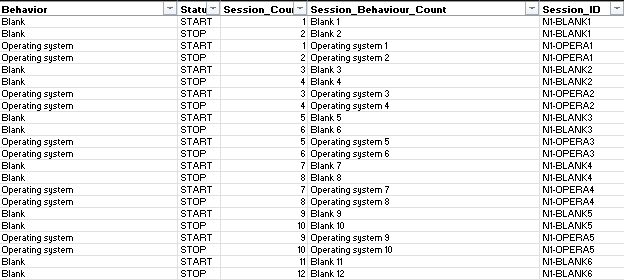 Behavior Statu Session_Cou Session_Behaviour_Count Session_ID
Blank START 1 Blank 1 N1-BLANK1
Blank STOP 2 Blank 2 N1-BLANK1
Operating system START 1 Operating system 1 N1-OPERA1
Operating system STOP 2 Operating system 2 N1-OPERA1
Blank START 3 Blank 3 N1-BLANK2
Blank STOP 4 Blank 4 N1-BLANK2
Operating system START 3 Operating system 3 N1-OPERA2
Operating system STOP 4 Operating system 4 N1-OPERA2
Blank START 5 Blank 5 N1-BLANK3
Blank STOP 6 Blank 6 N1-BLANK3
Operating system START 5 Operating system 5 N1-OPERA3
Operating system STOP 6 Operating system 6 N1-OPERA3
Blank START 7 Blank 7 N1-BLANK4
Blank STOP 8 Blank 8 N1-BLANK4
Operating system START 7 Operating system 7 N1-OPERA4
Operating system STOP 8 Operating system 8 N1-OPERA4
Blank START 9 Blank 9 N1-BLANK5
Blank STOP 10 Blank 10 N1-BLANK5
Operating system START 9 Operating system 9 N1-OPERA5
Operating system STOP 10 Operating system 10 N1-OPERA5
Blank START 11 Blank 11 N1-BLANK6
Blank STOP 12 Blank 12 N1-BLANK6